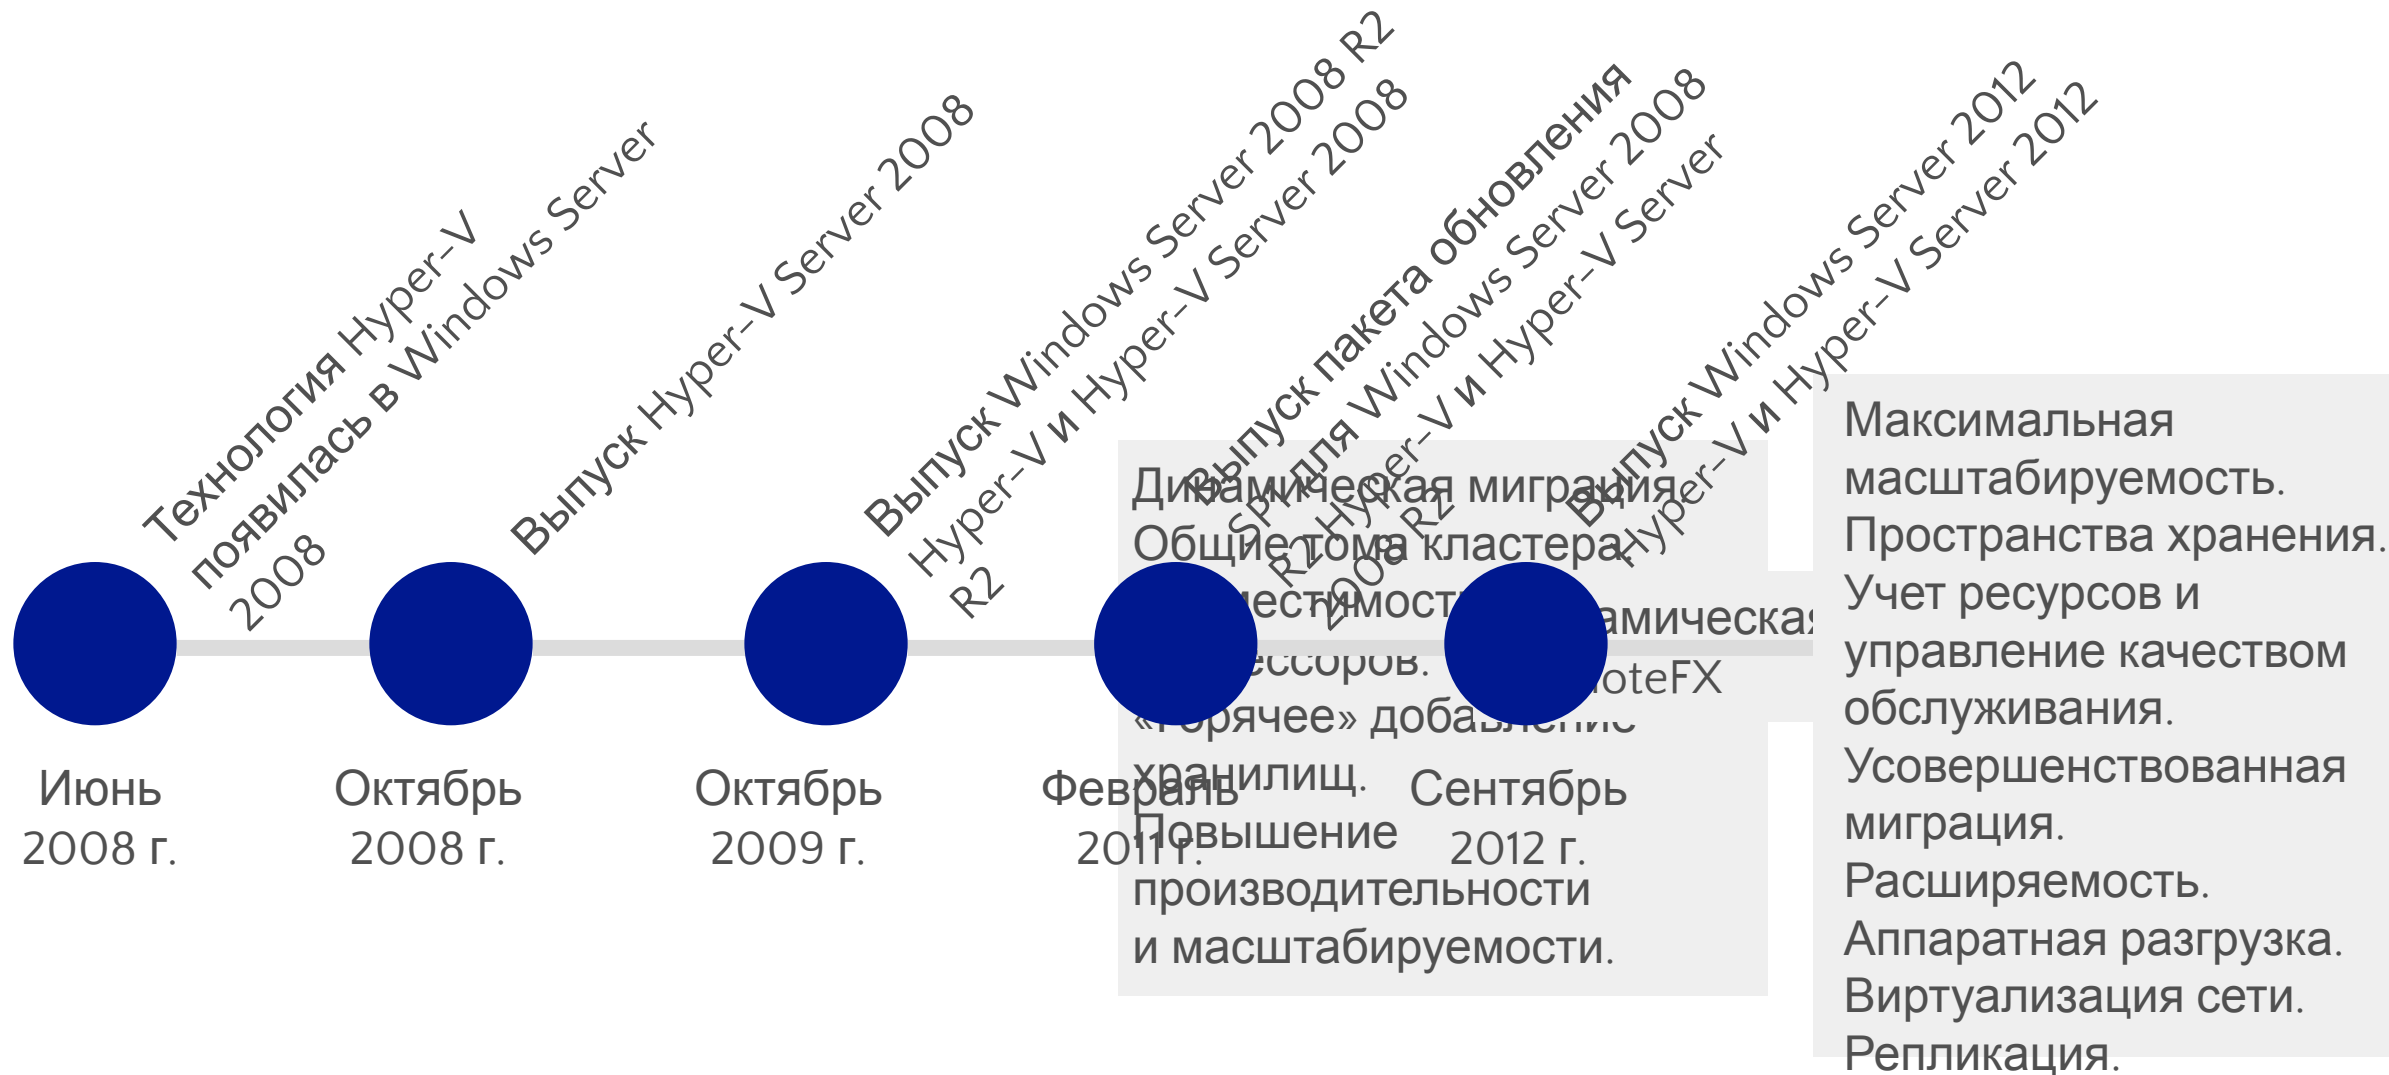 Технология Hyper-V
появилась в Windows Server
2008
Выпуск Hyper-V Server 2008
Выпуск Windows Server 2008 R2
Hyper-V и Hyper-V Server 2008
R2
Выпуск пакета обновления
SP1 для Windows Server 2008
R2 Hyper-V и Hyper-V Server
2008 R2
Выпуск Windows Server 2012
Hyper-V и Hyper-V Server 2012
Июнь
2008 г.
Октябрь
2008 г.
Октябрь
2009 г.
Февраль
2011 г.
Сентябрь
2012 г.
Динамическая миграция.
Общие тома кластера.
«Горячее» добавление
хранилищ.
Повышение
производительности
и масштабируемости.
Максимальная
масштабируемость.
Пространства хранения.
Учет ресурсов и
управление качеством
обслуживания.
Усовершенствованная
миграция.
Расширяемость.
Аппаратная разгрузка.
Виртуализация сети.
Репликация.